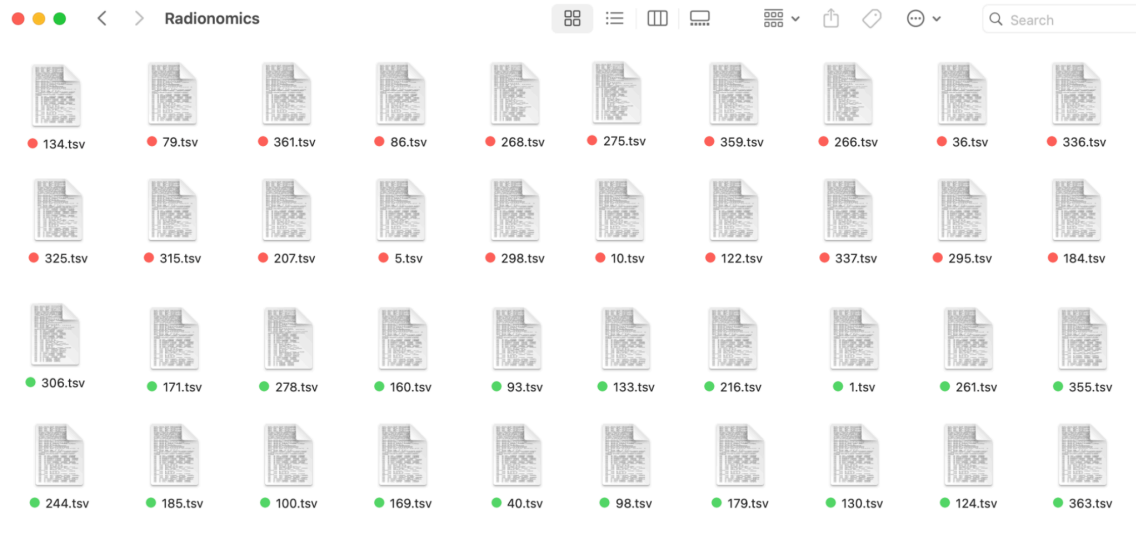 Radionomics
Search
134.tsv 79.tsv 361.tsv 86.tsv 268.tsv 275.tsv 359.tsv 266.tsv 36.tsv 336.tsv
325.tsv 315.tsv 207.tsv 5.tsv 298.tsv 10.tsv 122.tsv 337.tsv 295.tsv 184.tsv
306.tsv 171.tsv 278.tsv 160.tsv 93.tsv 133.tsv 216.tsv 1.tsv 261.tsv 355.tsv
244.tsv 185.tsv 100.tsv 169.tsv 40.tsv 98.tsv 179.tsv 130.tsv 124.tsv 363.tsv